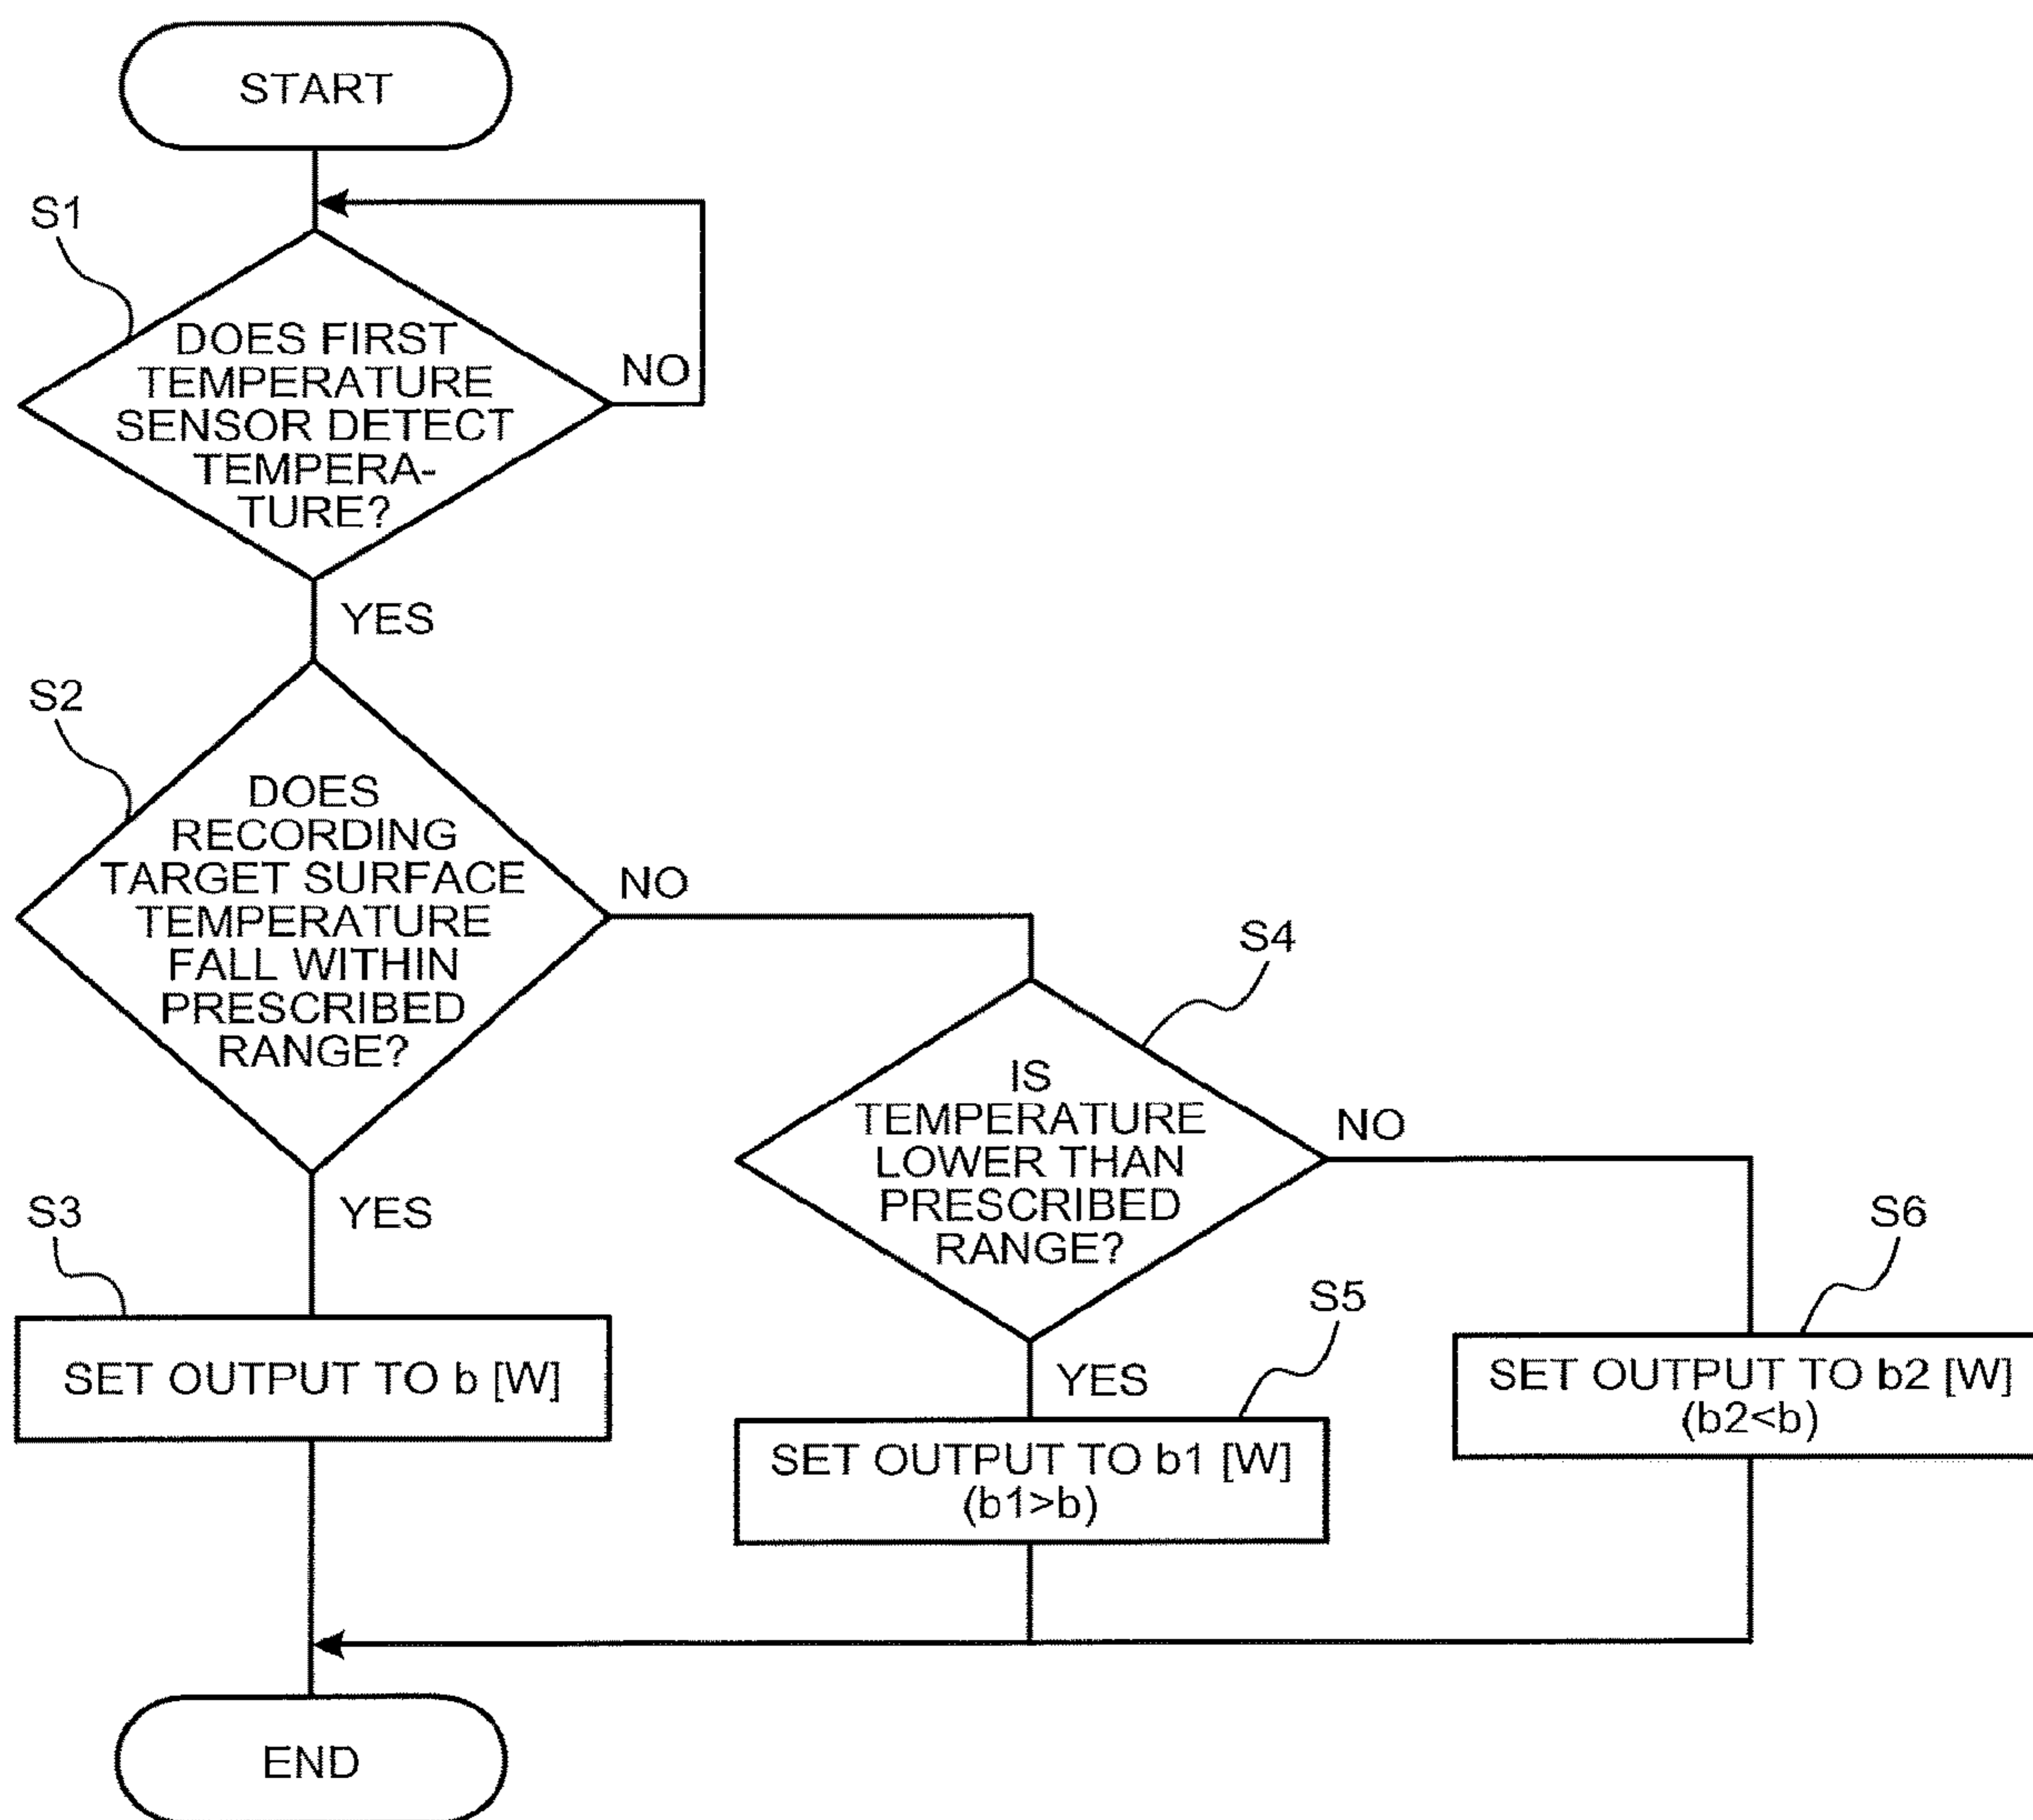 START
S1
DOES FIRST
TEMPERATURE
SENSOR DETECT
TEMPERA-
TURE?
NO
YES
S2
DOES
RECORDING
TARGET SURFACE
TEMPERATURE
FALL WITHIN
PRESCRIBED
RANGE?
NO
YES
S4
IS
TEMPERATURE
LOWER THAN
PRESCRIBED
RANGE?
NO
YES
S3
SET OUTPUT TO b [W]
S5
SET OUTPUT TO b1 [W]
(b1>b)
S6
SET OUTPUT TO b2 [W]
(b2<b)
END